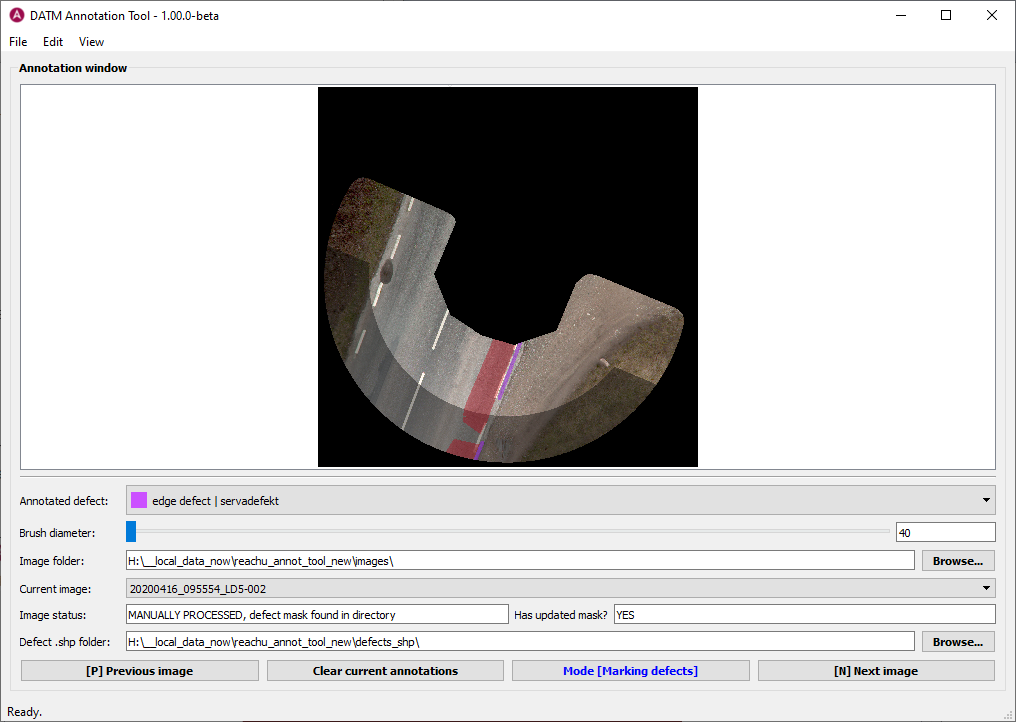 DATM Annotation Tool - 1.00.0-beta
File Edit View
Annotation window
Annotated defect: edge defect | servadefekt
Brush diameter: 40
Image folder: H:\__local_data_now\reachu_annot_tool_new\images\ Browse...
Current image: 20200416_095554_LD5-002
Image status: MANUALLY PROCESSED, defect mask found in directory Has updated mask? YES
Defect .shp folder: H:\__local_data_now\reachu_annot_tool_new\defects_shp\ Browse...
[P] Previous image Clear current annotations Mode [Marking defects] [N] Next image
Ready.